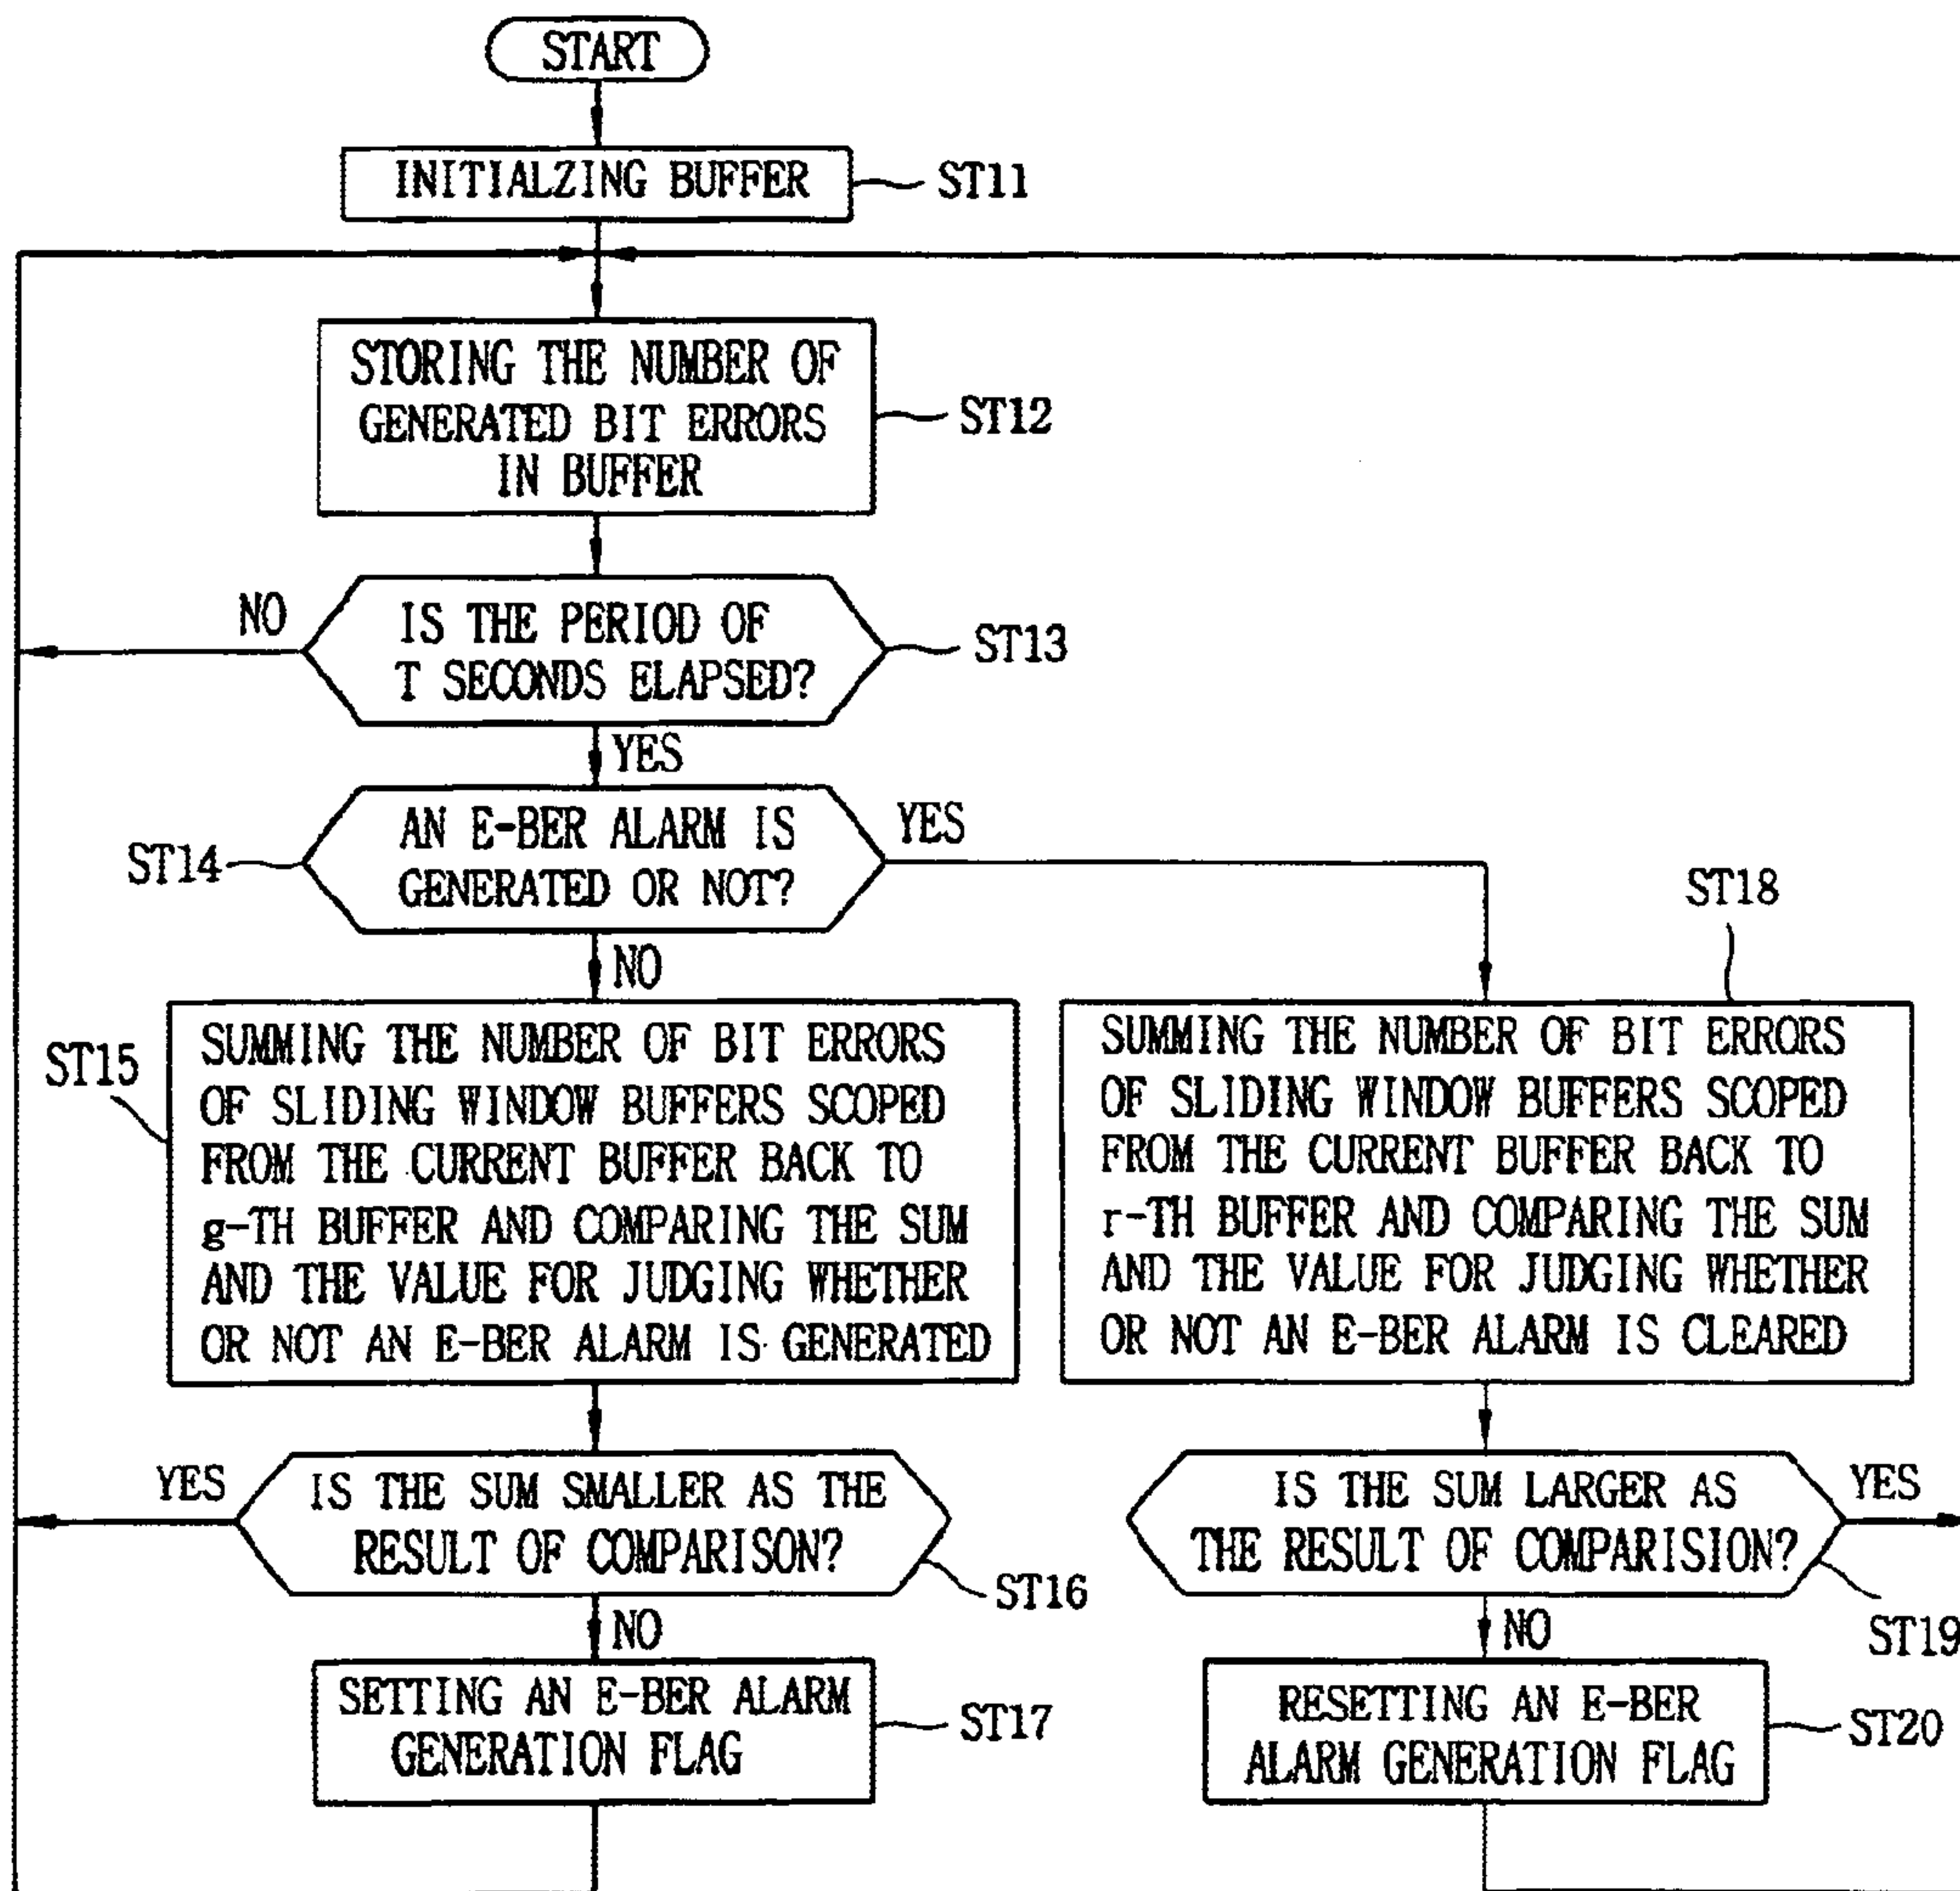 START
INITIALZING BUFFER
ST11
STORING THE NUMBER OF
GENERATED BIT ERRORS
IN BUFFER
ST12
NO
IS THE PERIOD OF
T SECONDS ELAPSED?
ST13
YES
AN E-BER ALARM IS
GENERATED OR NOT?
ST14
YES
NO
ST18
ST15
SUMMING THE NUMBER OF BIT ERRORS
OF SLIDING WINDOW BUFFERS SCOPED
FROM THE CURRENT BUFFER BACK TO
g-TH BUFFER AND COMPARING THE SUM
AND THE VALUE FOR JUDGING WHETHER
OR NOT AN E-BER ALARM IS GENERATED
SUMMING THE NUMBER OF BIT ERRORS
OF SLIDING WINDOW BUFFERS SCOPED
FROM THE CURRENT BUFFER BACK TO
r-TH BUFFER AND COMPARING THE SUM
AND THE VALUE FOR JUDGING WHETHER
OR NOT AN E-BER ALARM IS CLEARED
YES
IS THE SUM SMALLER AS THE
RESULT OF COMPARISON?
ST16
NO
IS THE SUM LARGER AS
THE RESULT OF COMPARISION?
YES
ST19
NO
SETTING AN E-BER ALARM
GENERATION FLAG
ST17
RESETTING AN E-BER
ALARM GENERATION FLAG
ST20